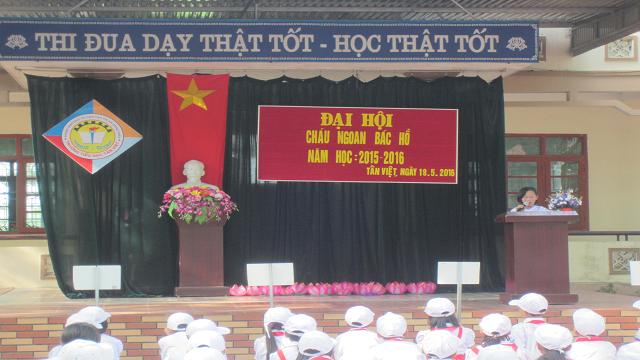 THI ĐUA DẠY THẬT TỐT - HỌC THẬT TỐT
ĐẠI HỘI
CHÁU NGOAN BÁC HỒ
NĂM HỌC : 2015-2016
TÂN VIỆT, NGÀY 18.5.2016